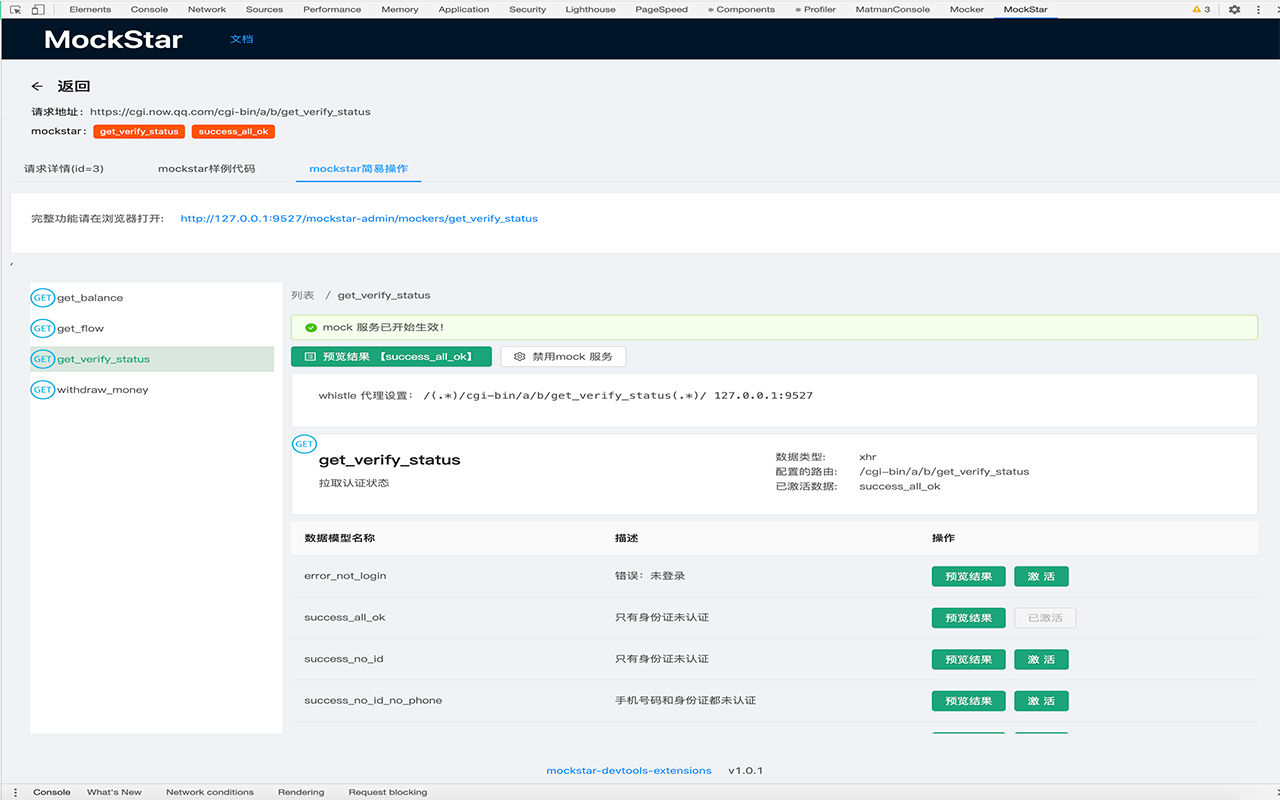 Elements Console Network Sources Performance Memory Application Security Lighthouse PageSpeed Components Profiler MatmanConsole Mocker MockStar 3
MockStar 文档
← 返回
请求地址： https://cgi.now.qq.com/cgi-bin/a/b/get_verify_status
mockstar： get_verify_status success_all_ok
请求详情(id=3) mockstar样例代码 mockstar简易操作
完整功能请在浏览器打开： http://127.0.0.1:9527/mockstar-admin/mockers/get_verify_status
,
GET get_balance
GET get_flow
GET get_verify_status
GET withdraw_money
列表 / get_verify_status
mock 服务已开始生效！
预览结果 【success_all_ok】 禁用mock 服务
whistle 代理设置： /(.*)/cgi-bin/a/b/get_verify_status(.*)/ 127.0.0.1:9527
GET
get_verify_status
拉取认证状态
数据类型: xhr
配置的路由: /cgi-bin/a/b/get_verify_status
已激活数据: success_all_ok
数据模型名称 描述 操作
error_not_login 错误：未登录 预览结果 激 活
success_all_ok 只有身份证未认证 预览结果 已激活
success_no_id 只有身份证未认证 预览结果 激 活
success_no_id_no_phone 手机号码和身份证都未认证 预览结果 激 活
mockstar-devtools-extensions v1.0.1
Console What's New Network conditions Rendering Request blocking